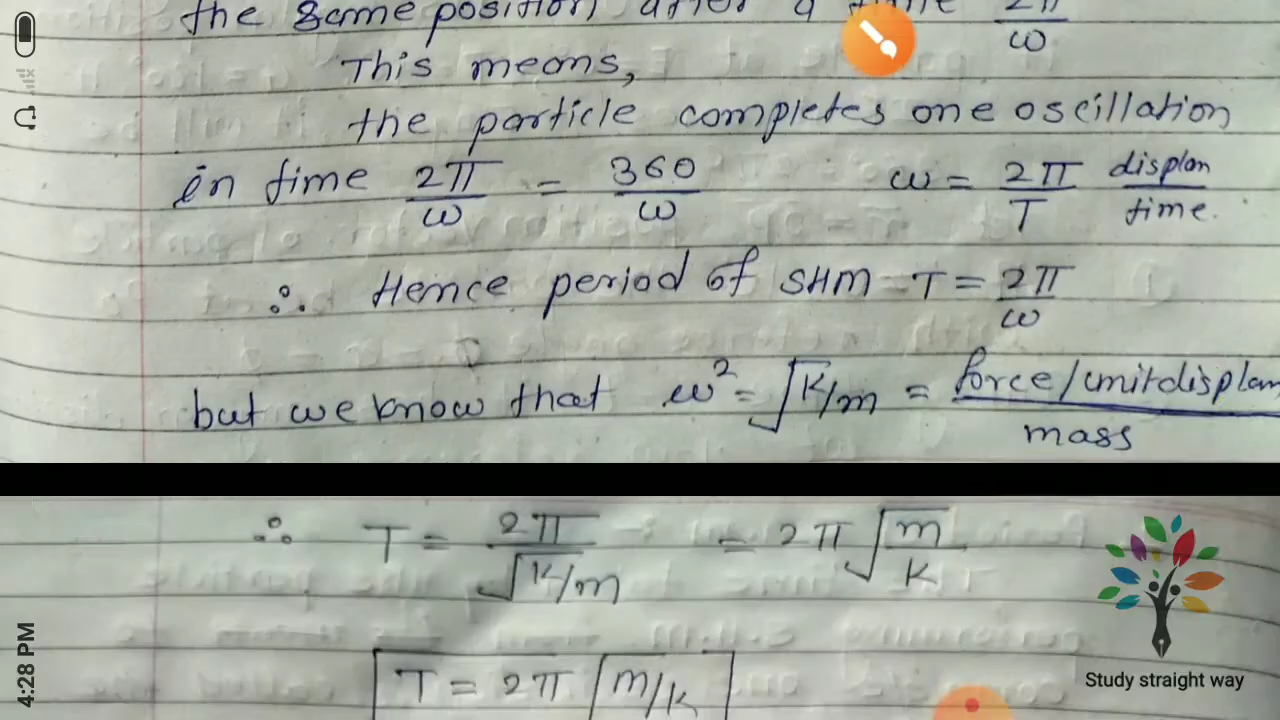 the same position after a time 2π/ω
This means,
the particle completes one oscillation
in time 2π/ω = 360/ω ω = 2π/T displan/time.
∴ Hence period of SHM T = 2π/ω
but we know that ω² = √K/m = force/unit displam/mass
∴ T = 2π/√K/m = 2π√m/K
T = 2π √m/K
Study straight way
4:28 PM